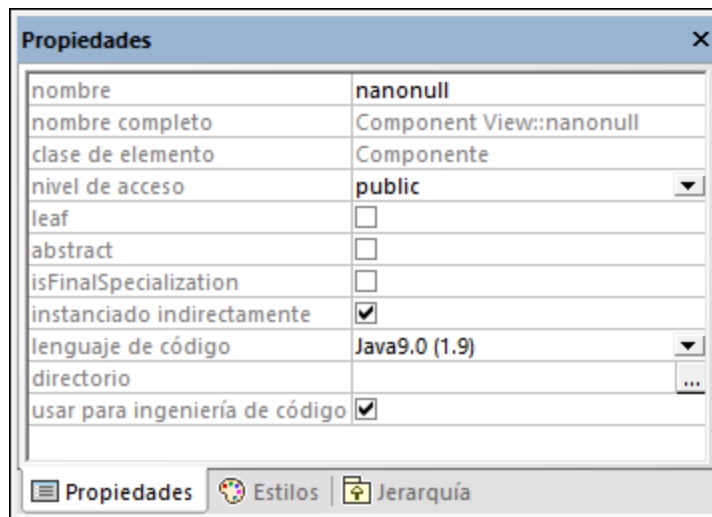 Propiedades
nombre nanonull
nombre completo Component View::nanonull
clase de elemento Componente
nivel de acceso public
leaf
abstract
isFinalSpecialization
instanciado indirectamente
lenguaje de código Java9.0 (1.9)
directorio ...
usar para ingeniería de código
Propiedades Estilos Jerarquía